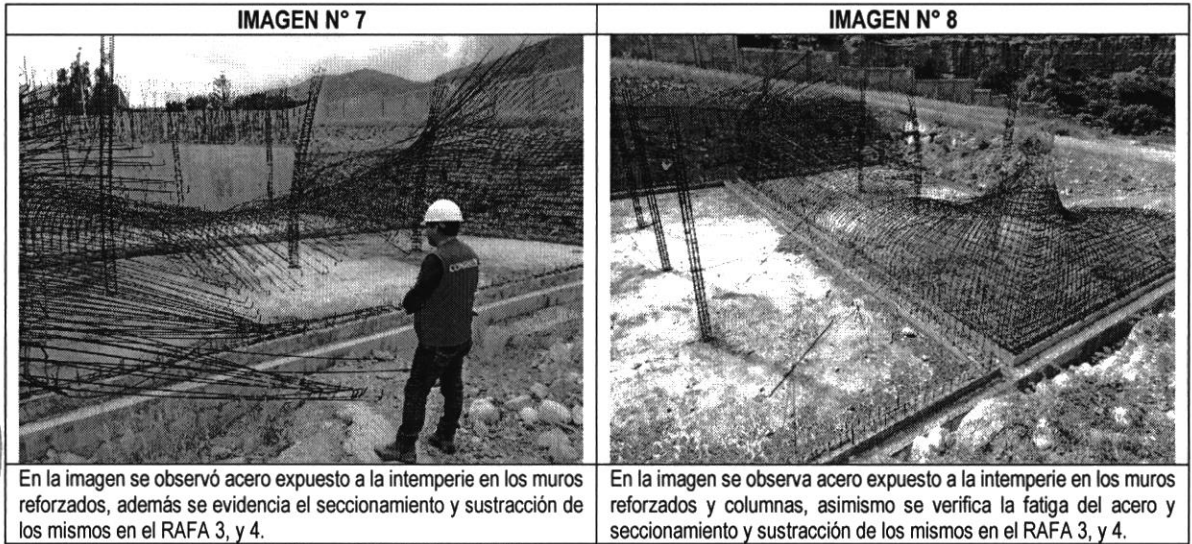 IMAGEN N° 7
IMAGEN N° 8
En la imagen se observó acero expuesto a la intemperie en los muros
reforzados, además se evidencia el seccionamiento y sustracción de
los mismos en el RAFA 3, y 4.
En la imagen se observa acero expuesto a la intemperie en los muros
reforzados y columnas, asimismo se verifica la fatiga del acero y
seccionamiento y sustracción de los mismos en el RAFA 3, y 4.